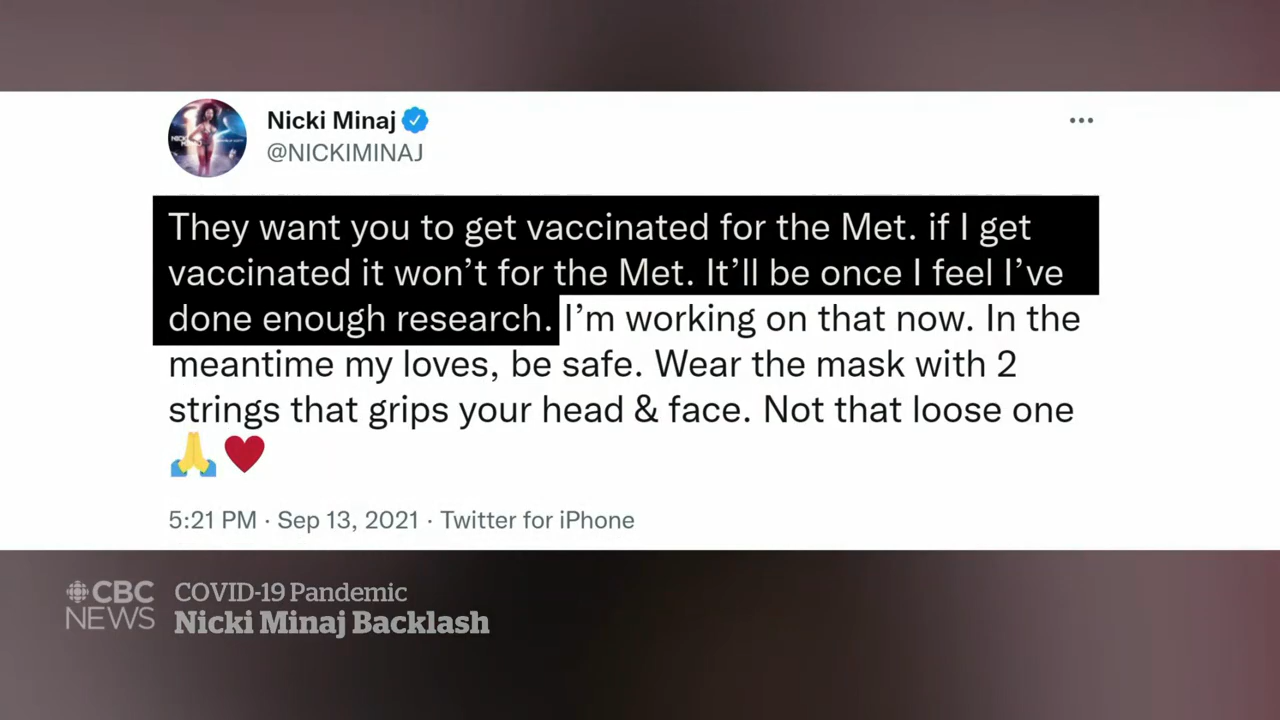 Nicki Minaj
@NICKIMINAJ
They want you to get vaccinated for the Met. if I get
vaccinated it won't for the Met. It'll be once I feel I've
done enough research. I'm working on that now. In the
meantime my loves, be safe. Wear the mask with 2
strings that grips your head & face. Not that loose one
🙏❤️
5:21 PM · Sep 13, 2021 · Twitter for iPhone
CBC NEWS
COVID-19 Pandemic
Nicki Minaj Backlash